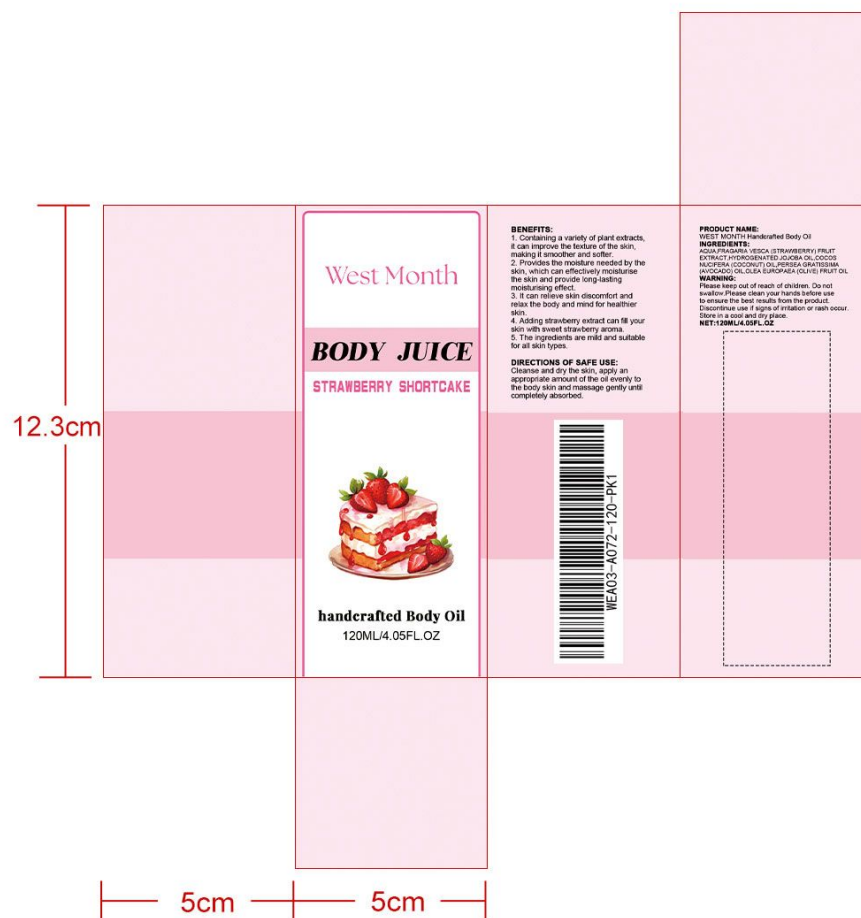 West Month
BODY JUICE
STRAWBERRY SHORTCAKE
handcrafted Body Oil
120ML/4.05FL.OZ
BENEFITS:
1. Containing a variety of plant extracts,
it can improve the texture of the skin,
making it smoother and softer.
2. Provides the moisture needed by the
skin, which can effectively moisturise
the skin and provide long-lasting
moisturising effect.
3. It can relieve skin discomfort and
relax the body and mind for healthier
skin.
4. Adding strawberry extract can fill your
skin with sweet strawberry aroma.
5. The ingredients are mild and suitable
for all skin types.
DIRECTIONS OF SAFE USE:
Cleanse and dry the skin, apply an
appropriate amount of the oil evenly to
the body skin and massage gently until
completely absorbed.
WEA03-A072-120-PK1
PRODUCT NAME:
WEST MONTH Handcrafted Body Oil
INGREDIENTS:
AQUA,FRAGARIA VESCA (STRAWBERRY) FRUIT
EXTRACT,HYDROGENATED JOJOBA OIL,COCOS
NUCIFERA (COCONUT) OIL,PERSEA GRATISSIMA
(AVOCADO) OIL,OLEA EUROPAEA (OLIVE) FRUIT OIL
WARNING:
Please keep out of reach of children. Do not
swallow.Please clean your hands before use
to ensure the best results from the product.
Discontinue use if signs of irritation or rash occur.
Store in a cool and dry place.
NET:120ML/4.05FL.OZ
12.3cm
5cm
5cm